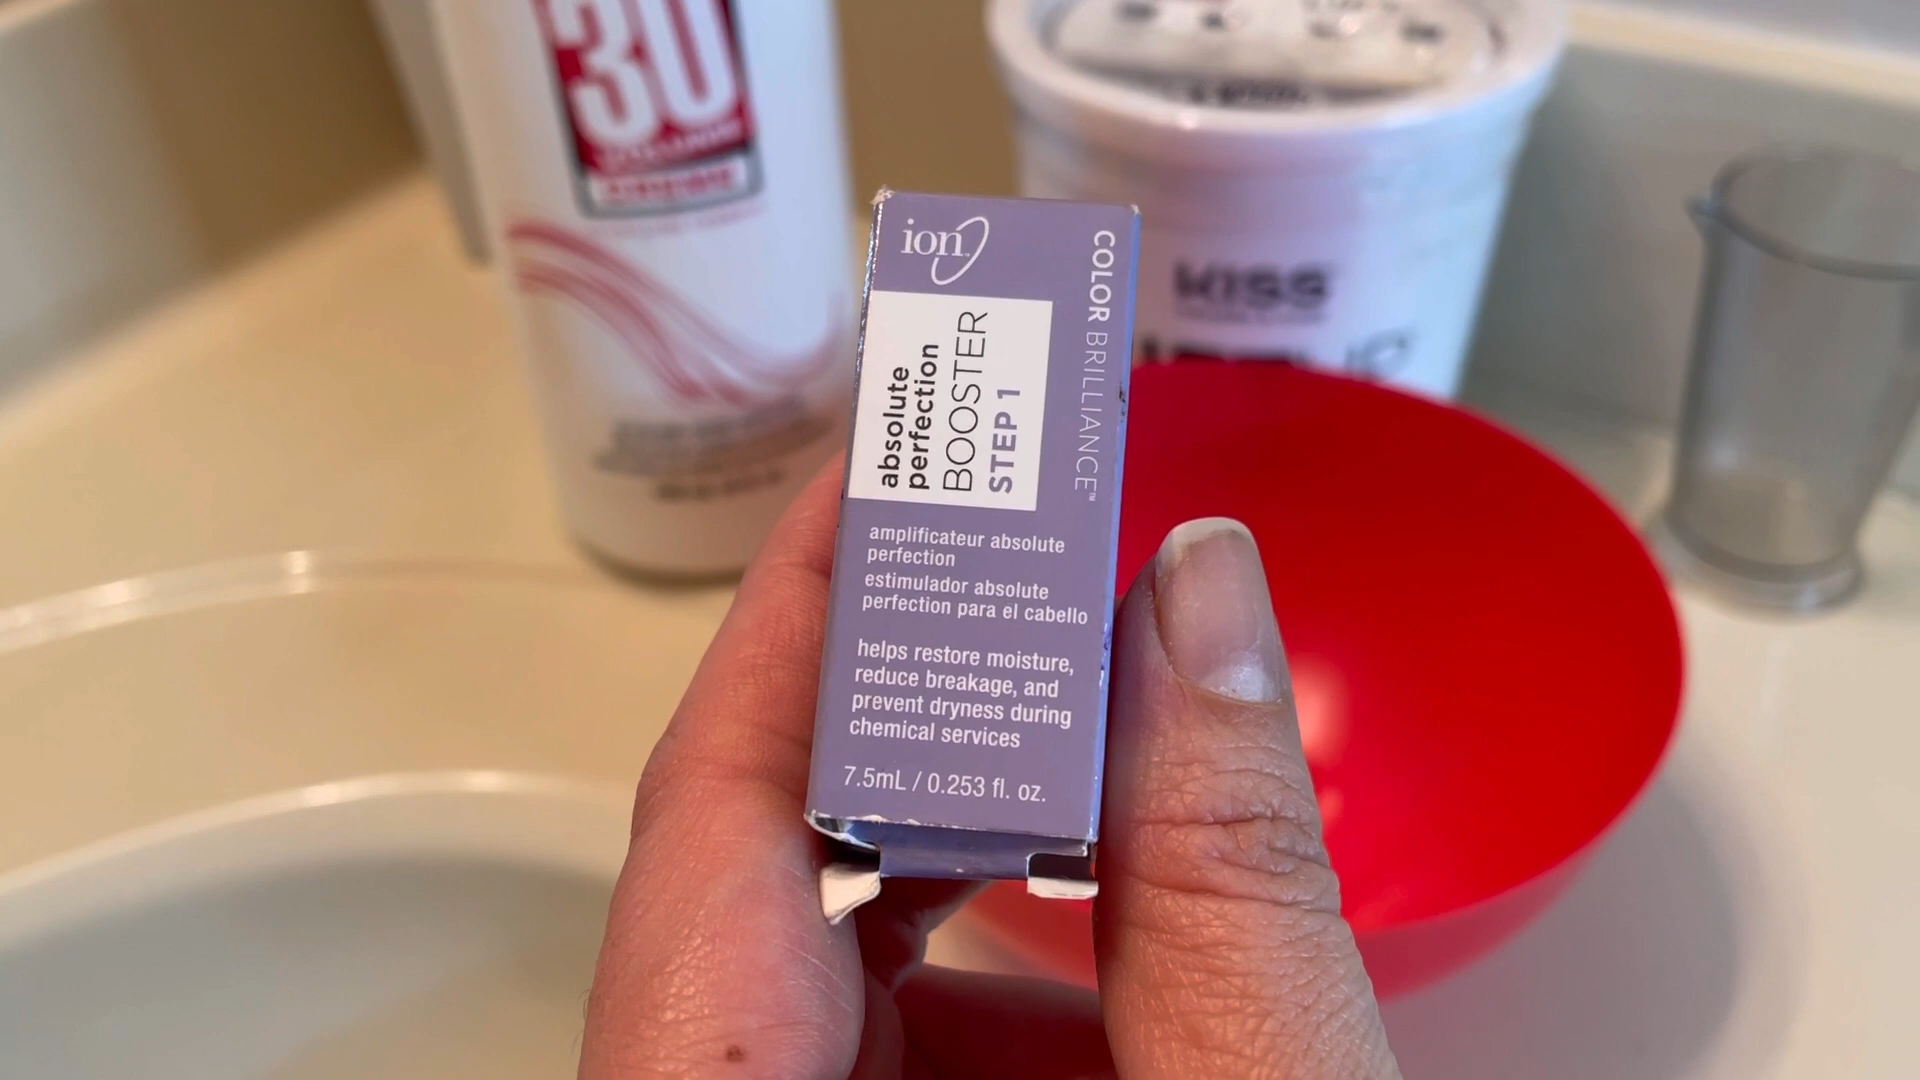 30
CREME
KISS
ion
COLOR BRILLIANCE™
absolute
perfection
BOOSTER
STEP 1
amplificateur absolute
perfection
estimulador absolute
perfection para el cabello
helps restore moisture,
reduce breakage, and
prevent dryness during
chemical services
7.5mL / 0.253 fl. oz.